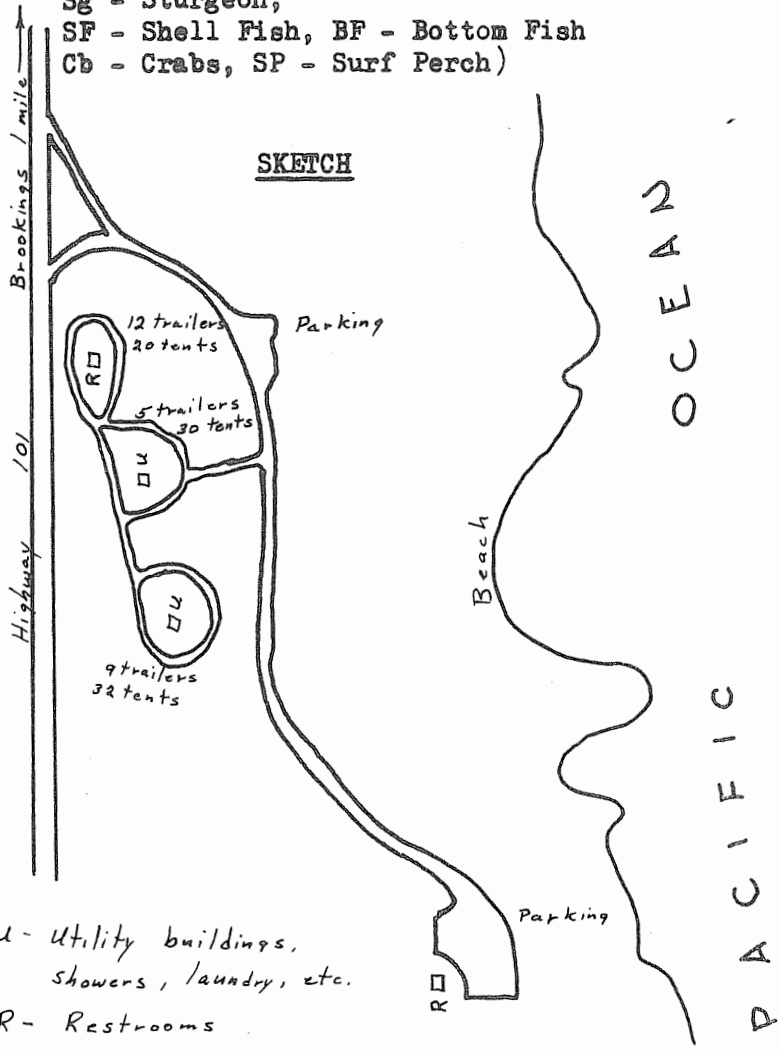 Sg - Sturgeon,
SF - Shell Fish, BF - Bottom Fish
Cb - Crabs, SP - Surf Perch)
SKETCH
Brookings 1 mile
Highway 101
12 trailers
20 tents
R
Parking
5 trailers
30 tents
U
U
9 trailers
32 tents
Beach
PACIFIC OCEAN
Parking
R
U - Utility buildings,
showers, laundry, etc.
R - Restrooms